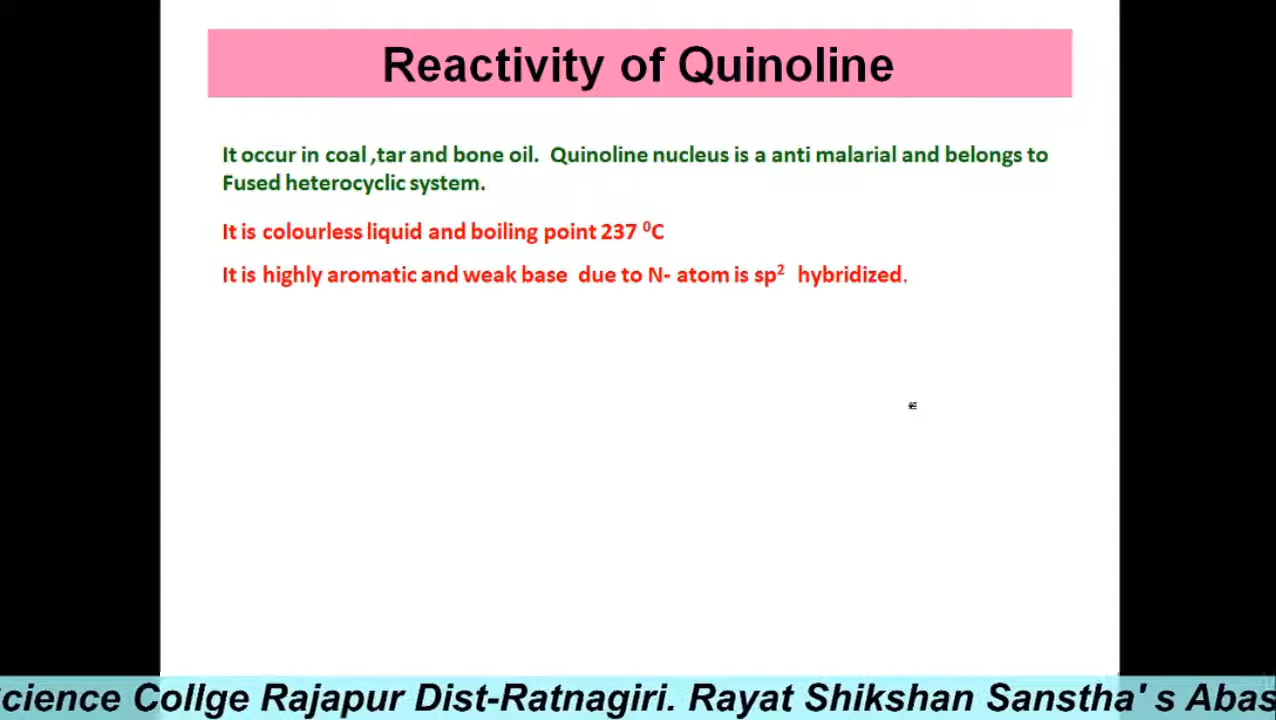 Reactivity of Quinoline
It occur in coal ,tar and bone oil. Quinoline nucleus is a anti malarial and belongs to
Fused heterocyclic system.
It is colourless liquid and boiling point 237 ⁰C
It is highly aromatic and weak base due to N- atom is sp² hybridized.
cience Collge Rajapur Dist-Ratnagiri. Rayat Shikshan Sanstha' s Abas